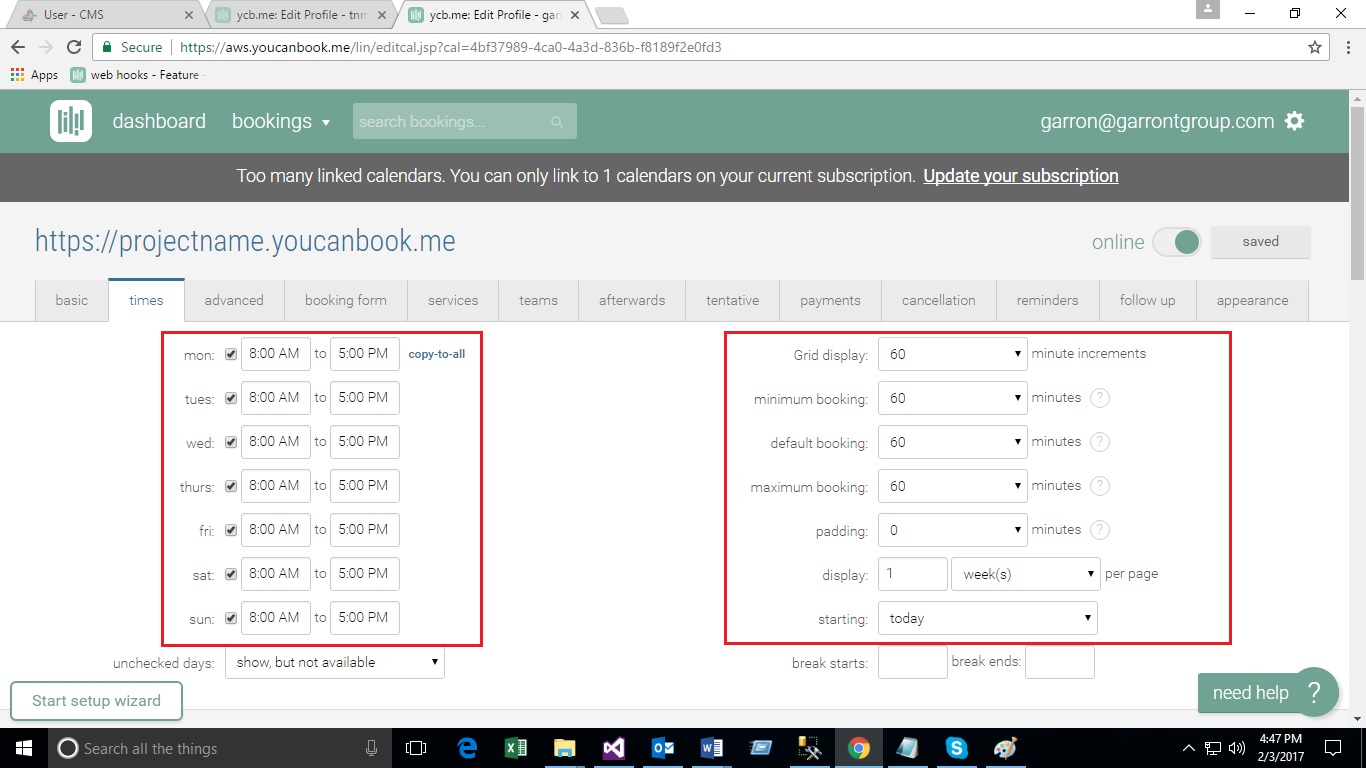 User - CMS
ycb.me: Edit Profile - tnm
ycb.me: Edit Profile - gar
Secure https://aws.youcanbook.me/lin/editcal.jsp?cal=4bf37989-4ca0-4a3d-836b-f8189f2e0fd3
Apps web hooks - Feature
dashboard bookings search bookings... garron@garrontgroup.com
Too many linked calendars. You can only link to 1 calendars on your current subscription. Update your subscription
https://projectname.youcanbook.me online saved
basic times advanced booking form services teams afterwards tentative payments cancellation reminders follow up appearance
mon: 8:00 AM to 5:00 PM copy-to-all
tues: 8:00 AM to 5:00 PM
wed: 8:00 AM to 5:00 PM
thurs: 8:00 AM to 5:00 PM
fri: 8:00 AM to 5:00 PM
sat: 8:00 AM to 5:00 PM
sun: 8:00 AM to 5:00 PM
unchecked days: show, but not available
Grid display: 60 minute increments
minimum booking: 60 minutes ?
default booking: 60 minutes ?
maximum booking: 60 minutes ?
padding: 0 minutes ?
display: 1 week(s) per page
starting: today
break starts: break ends:
Start setup wizard
need help ?
Search all the things
4:47 PM
2/3/2017